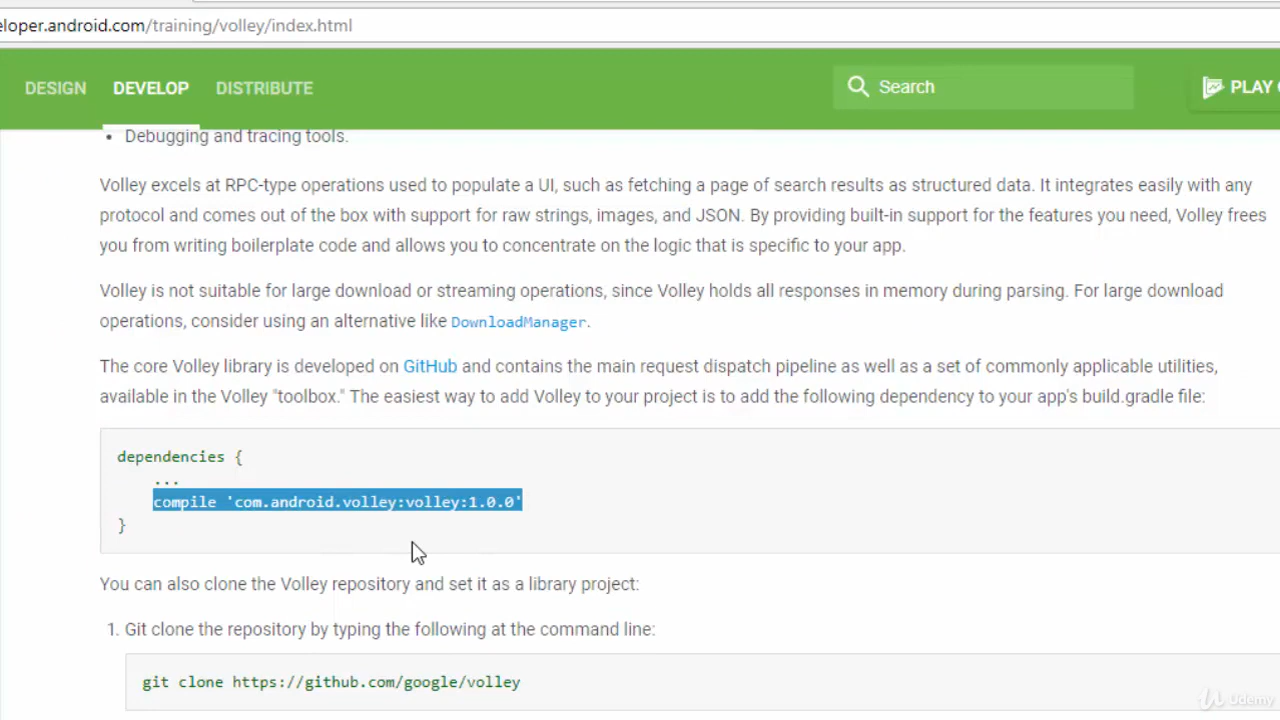 eloper.android.com/training/volley/index.html
DESIGN DEVELOP DISTRIBUTE Search PLAY
• Debugging and tracing tools.
Volley excels at RPC-type operations used to populate a UI, such as fetching a page of search results as structured data. It integrates easily with any
protocol and comes out of the box with support for raw strings, images, and JSON. By providing built-in support for the features you need, Volley frees
you from writing boilerplate code and allows you to concentrate on the logic that is specific to your app.
Volley is not suitable for large download or streaming operations, since Volley holds all responses in memory during parsing. For large download
operations, consider using an alternative like DownloadManager.
The core Volley library is developed on GitHub and contains the main request dispatch pipeline as well as a set of commonly applicable utilities,
available in the Volley "toolbox." The easiest way to add Volley to your project is to add the following dependency to your app's build.gradle file:
dependencies {
...
compile 'com.android.volley:volley:1.0.0'
}
You can also clone the Volley repository and set it as a library project:
1. Git clone the repository by typing the following at the command line:
git clone https://github.com/google/volley
Udemy